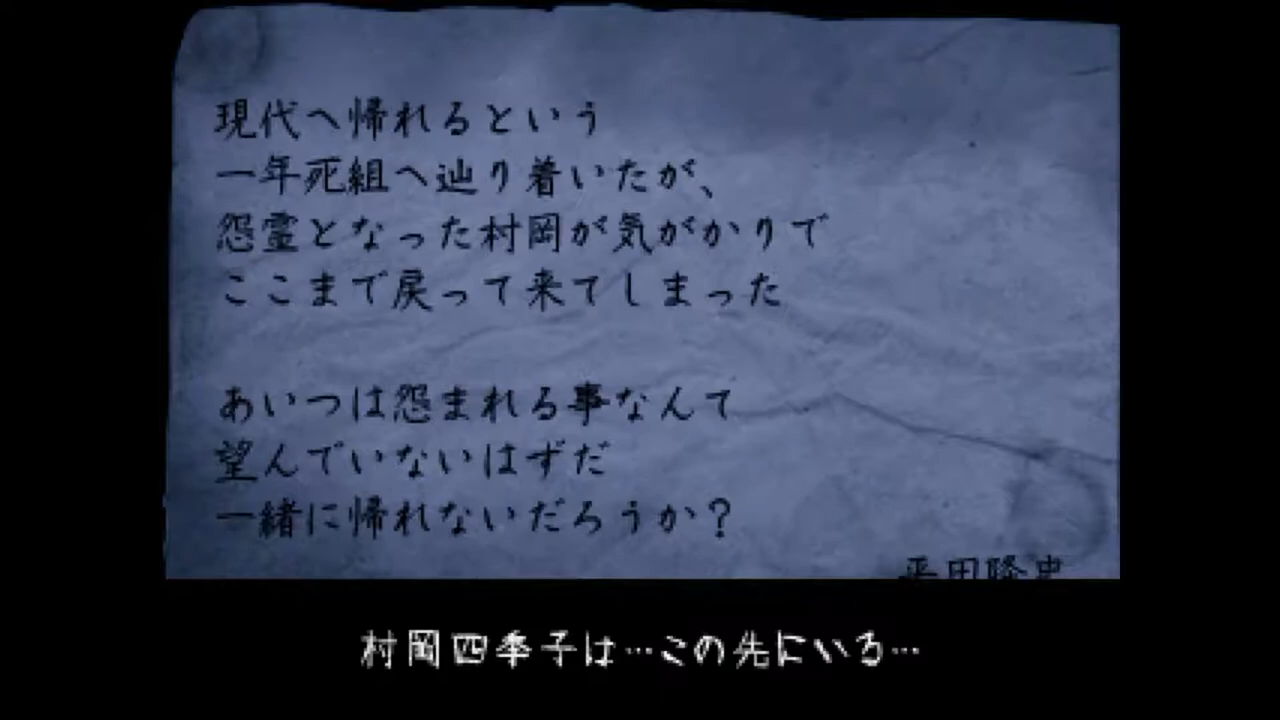 現代へ帰れるという
一年死組へ辿り着いたが、
怨霊となった村岡が気がかりで
ここまで戻って来てしまった
あいつは怨まれる事なんて
望んでいないはずだ
一緒に帰れないだろうか？
平田隆史
村岡四季子は…この先にいる…